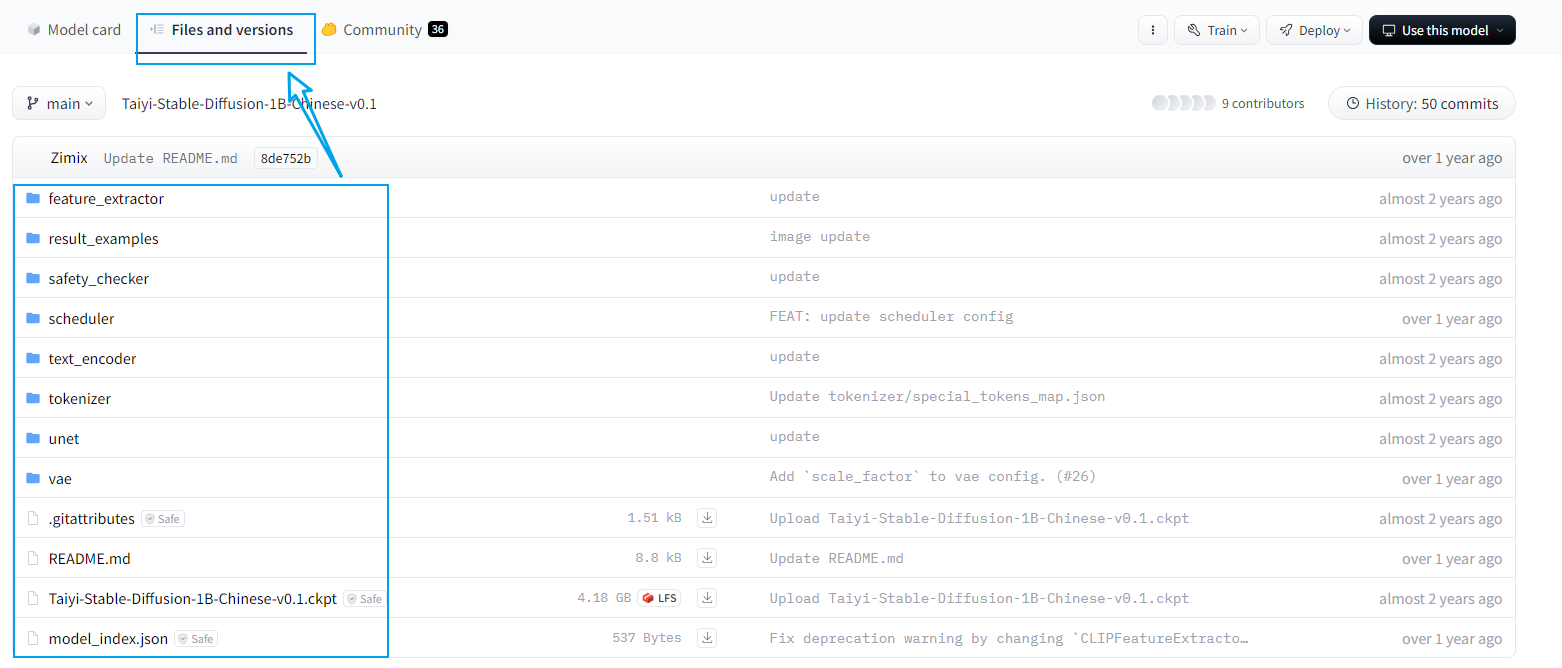 Model card Files and versions Community 36 Train Deploy Use this model
main Taiyi-Stable-Diffusion-1B-Chinese-v0.1 9 contributors History: 50 commits
Zimix Update README.md 8de752b over 1 year ago
feature_extractor update almost 2 years ago
result_examples image update almost 2 years ago
safety_checker update almost 2 years ago
scheduler FEAT: update scheduler config over 1 year ago
text_encoder update almost 2 years ago
tokenizer Update tokenizer/special_tokens_map.json almost 2 years ago
unet update almost 2 years ago
vae Add `scale_factor` to vae config. (#26) over 1 year ago
.gitattributes Safe 1.51 kB Upload Taiyi-Stable-Diffusion-1B-Chinese-v0.1.ckpt almost 2 years ago
README.md 8.8 kB Update README.md over 1 year ago
Taiyi-Stable-Diffusion-1B-Chinese-v0.1.ckpt Safe 4.18 GB LFS Upload Taiyi-Stable-Diffusion-1B-Chinese-v0.1.ckpt almost 2 years ago
model_index.json Safe 537 Bytes Fix deprecation warning by changing `CLIPFeatureExtracto… over 1 year ago